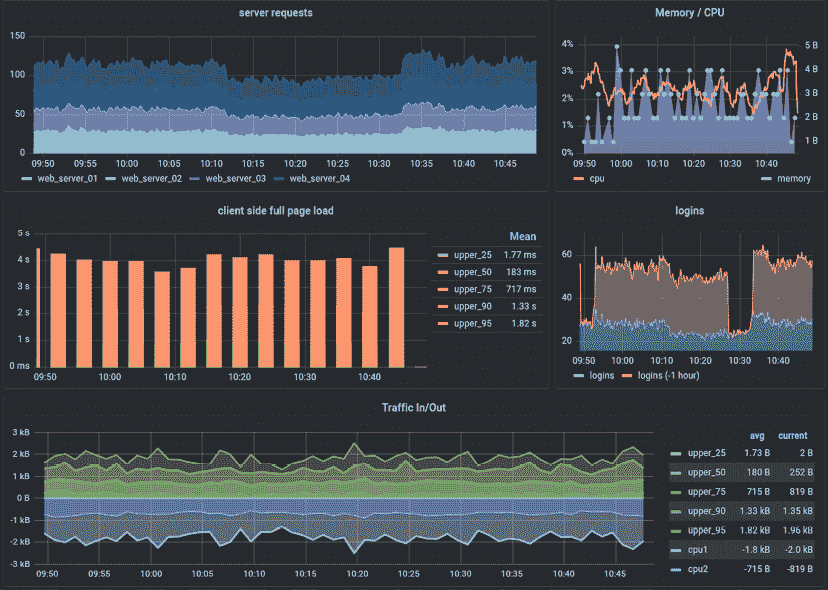 server requests
150
100
50
0
09:50 09:55 10:00 10:05 10:10 10:15 10:20 10:25 10:30 10:35 10:40 10:45
web_server_01 web_server_02 web_server_03 web_server_04
Memory / CPU
4% 5 B
3% 4 B
2% 3 B
1% 2 B
0% 1 B
09:50 10:00 10:10 10:20 10:30 10:40
cpu memory
client side full page load
5 s
4 s
3 s
2 s
1 s
0 ms
09:50 10:00 10:10 10:20 10:30 10:40
Mean
upper_25 1.77 ms
upper_50 183 ms
upper_75 717 ms
upper_90 1.33 s
upper_95 1.82 s
logins
60
40
20
09:50 10:00 10:10 10:20 10:30 10:40
logins logins (-1 hour)
Traffic In/Out
3 kB
2 kB
1 kB
0 B
-1 kB
-2 kB
-3 kB
09:50 09:55 10:00 10:05 10:10 10:15 10:20 10:25 10:30 10:35 10:40 10:45
avg current
upper_25 1.73 B 2 B
upper_50 180 B 252 B
upper_75 715 B 819 B
upper_90 1.33 kB 1.35 kB
upper_95 1.82 kB 1.96 kB
cpu1 -1.8 kB -2.0 kB
cpu2 -715 B -819 B